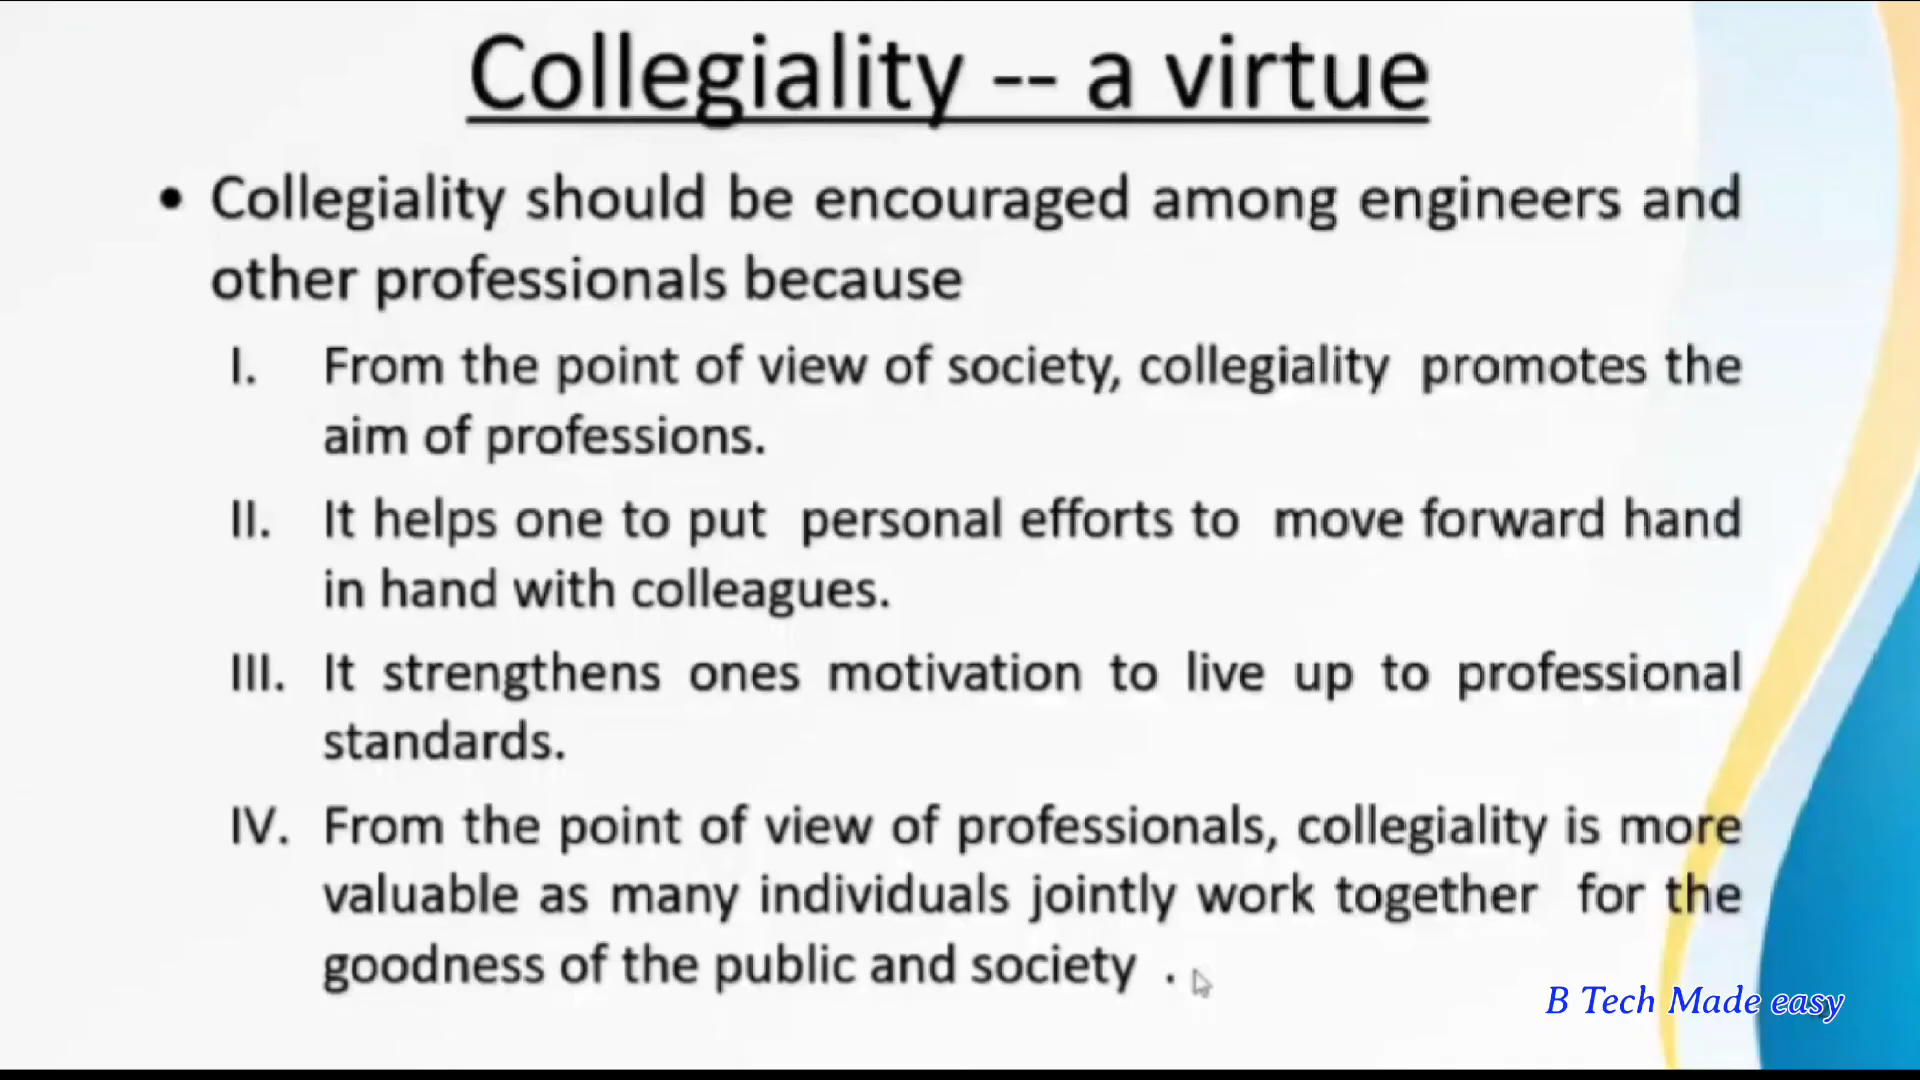 Collegiality -- a virtue
• Collegiality should be encouraged among engineers and
other professionals because
I. From the point of view of society, collegiality promotes the
aim of professions.
II. It helps one to put personal efforts to move forward hand
in hand with colleagues.
III. It strengthens ones motivation to live up to professional
standards.
IV. From the point of view of professionals, collegiality is more
valuable as many individuals jointly work together for the
goodness of the public and society .
B Tech Made easy